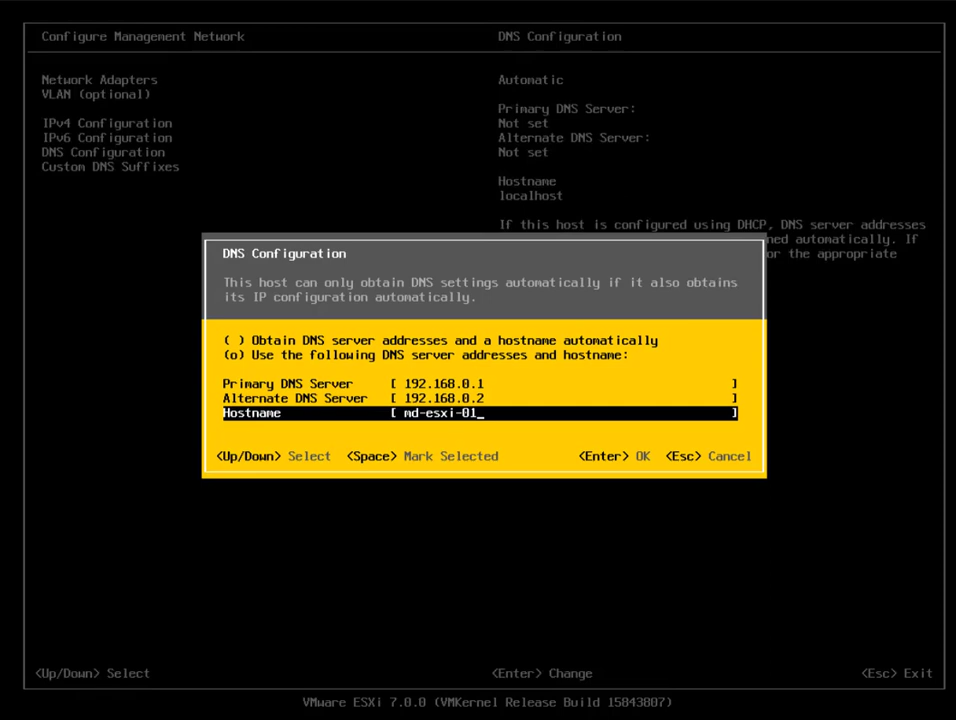 Configure Management Network
DNS Configuration
Network Adapters
VLAN (optional)
IPv4 Configuration
IPv6 Configuration
DNS Configuration
Custom DNS Suffixes
Automatic
Primary DNS Server:
Not set
Alternate DNS Server:
Not set
Hostname
localhost
If this host is configured using DHCP, DNS server addresses
ned automatically. If
or the appropriate
DNS Configuration
This host can only obtain DNS settings automatically if it also obtains
its IP configuration automatically.
( ) Obtain DNS server addresses and a hostname automatically
(o) Use the following DNS server addresses and hostname:
Primary DNS Server [ 192.168.0.1 ]
Alternate DNS Server [ 192.168.0.2 ]
Hostname [ md-esxi-01_ ]
<Up/Down> Select <Space> Mark Selected <Enter> OK <Esc> Cancel
<Up/Down> Select <Enter> Change <Esc> Exit
VMware ESXi 7.0.0 (VMKernel Release Build 15843807)